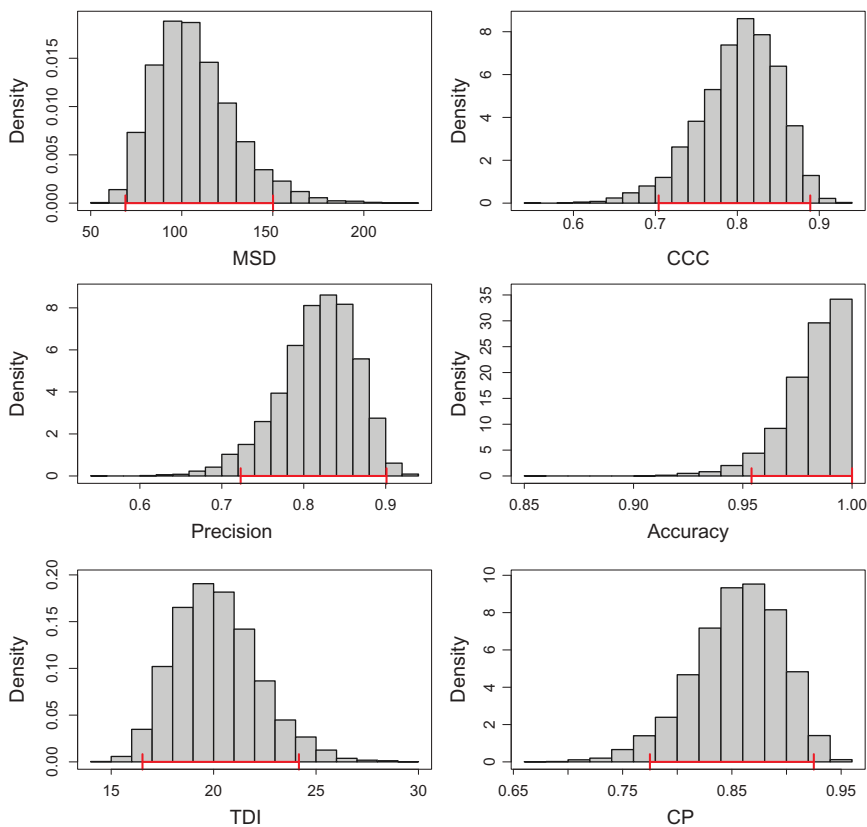 Density
0.000 0.005 0.010 0.015
50 100 150 200
MSD
Density
0 2 4 6 8
0.6 0.7 0.8 0.9
CCC
Density
0 2 4 6 8
0.6 0.7 0.8 0.9
Precision
Density
0 5 10 15 20 25 30 35
0.85 0.90 0.95 1.00
Accuracy
Density
0.00 0.05 0.10 0.15 0.20
15 20 25 30
TDI
Density
0 2 4 6 8 10
0.65 0.75 0.85 0.95
CP